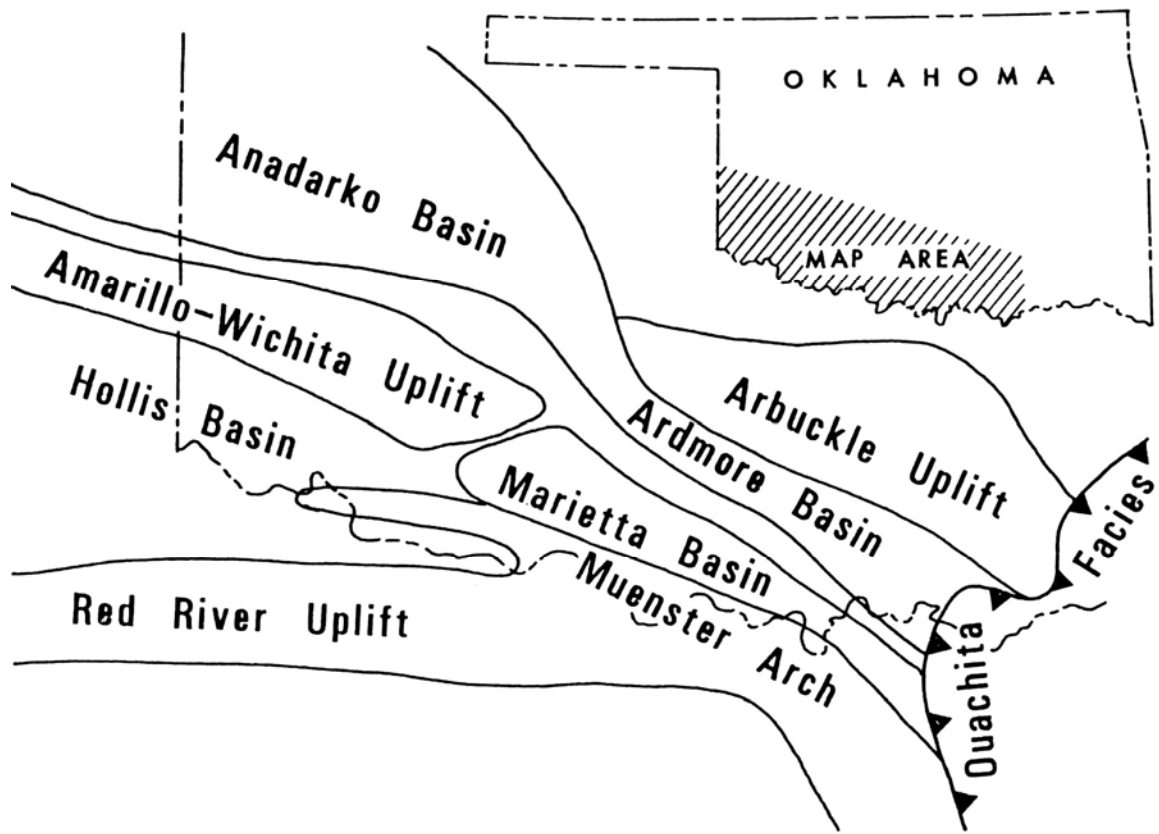 OKLAHOMA
MAP AREA
Anadarko Basin
Amarillo-Wichita Uplift
Hollis Basin
Arbuckle Uplift
Ardmore Basin
Marietta Basin
Muenster Arch
Red River Uplift
Ouachita Facies